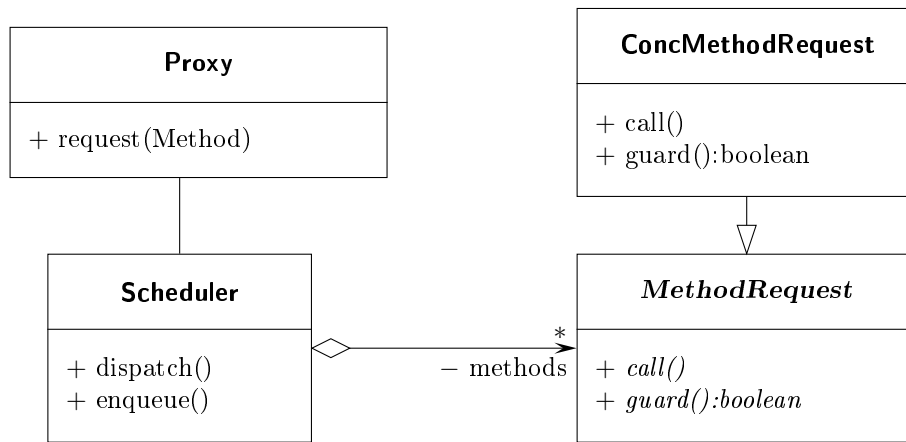 Proxy
+ request(Method)
ConcMethodRequest
+ call()
+ guard():boolean
Scheduler
+ dispatch()
+ enqueue()
*
− methods
MethodRequest
+ call()
+ guard():boolean